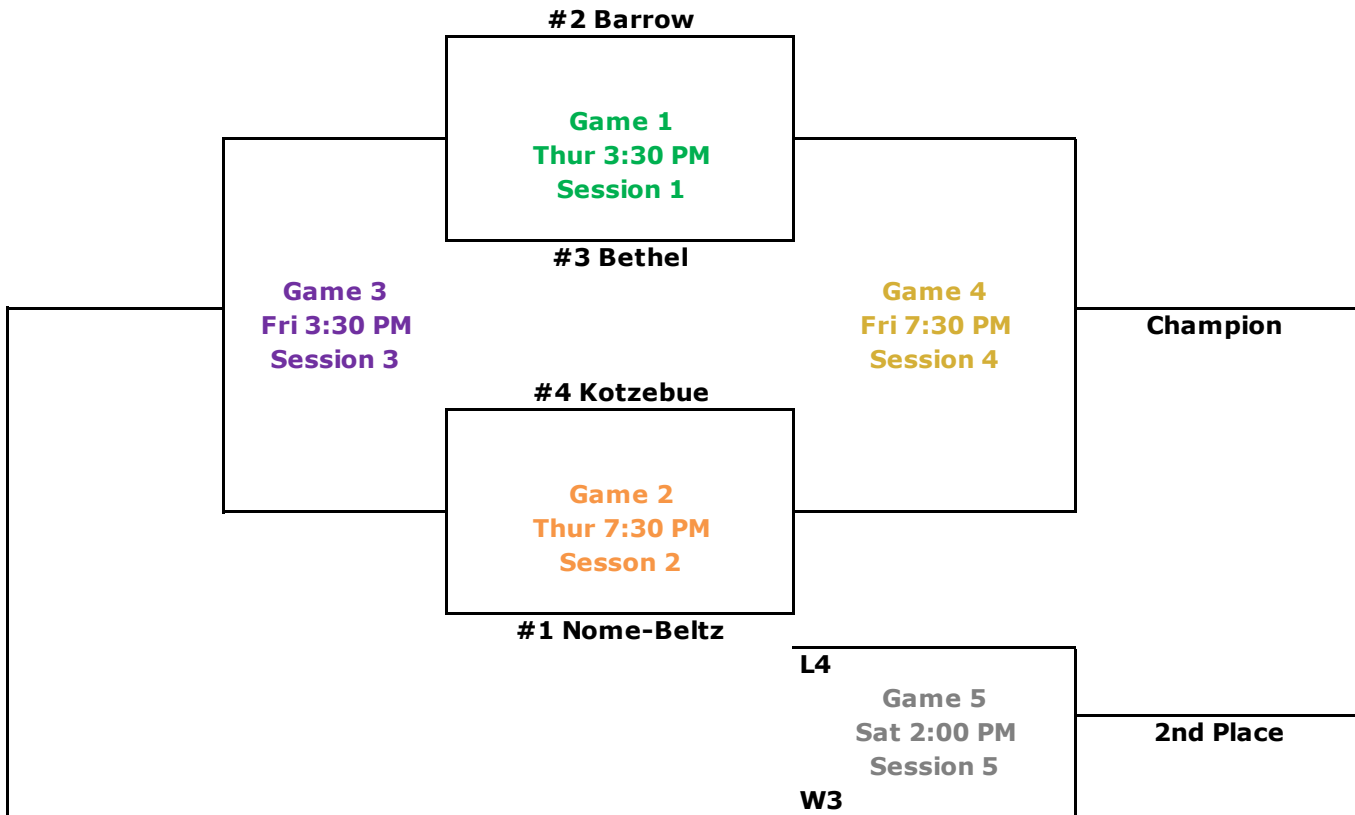 #2 Barrow
Game 1
Thur 3:30 PM
Session 1
#3 Bethel
Game 3
Fri 3:30 PM
Session 3
Game 4
Fri 7:30 PM
Session 4
Champion
#4 Kotzebue
Game 2
Thur 7:30 PM
Sesson 2
#1 Nome-Beltz
L4
Game 5
Sat 2:00 PM
Session 5
W3
2nd Place